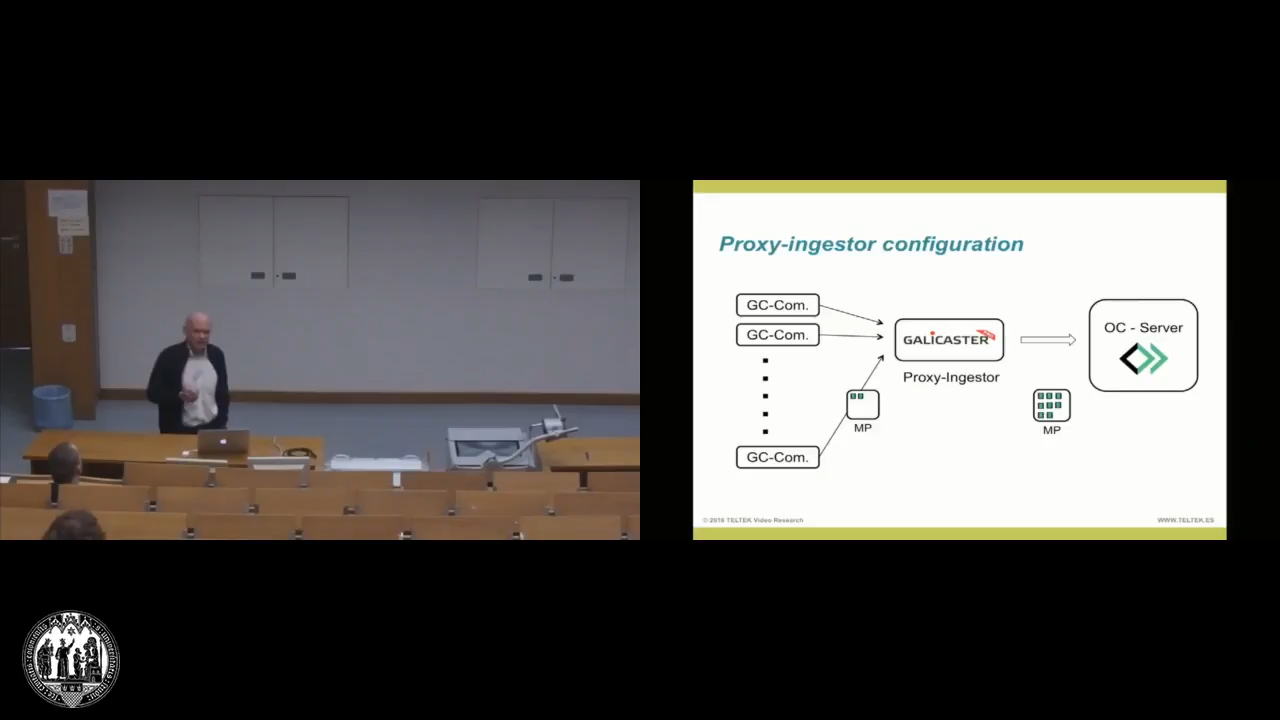 Proxy-ingestor configuration
GC-Com.
GC-Com.
GALiCASTER
OC - Server
Proxy-Ingestor
MP
MP
GC-Com.
© 2016 TELTEK Video Research
WWW.TELTEK.ES